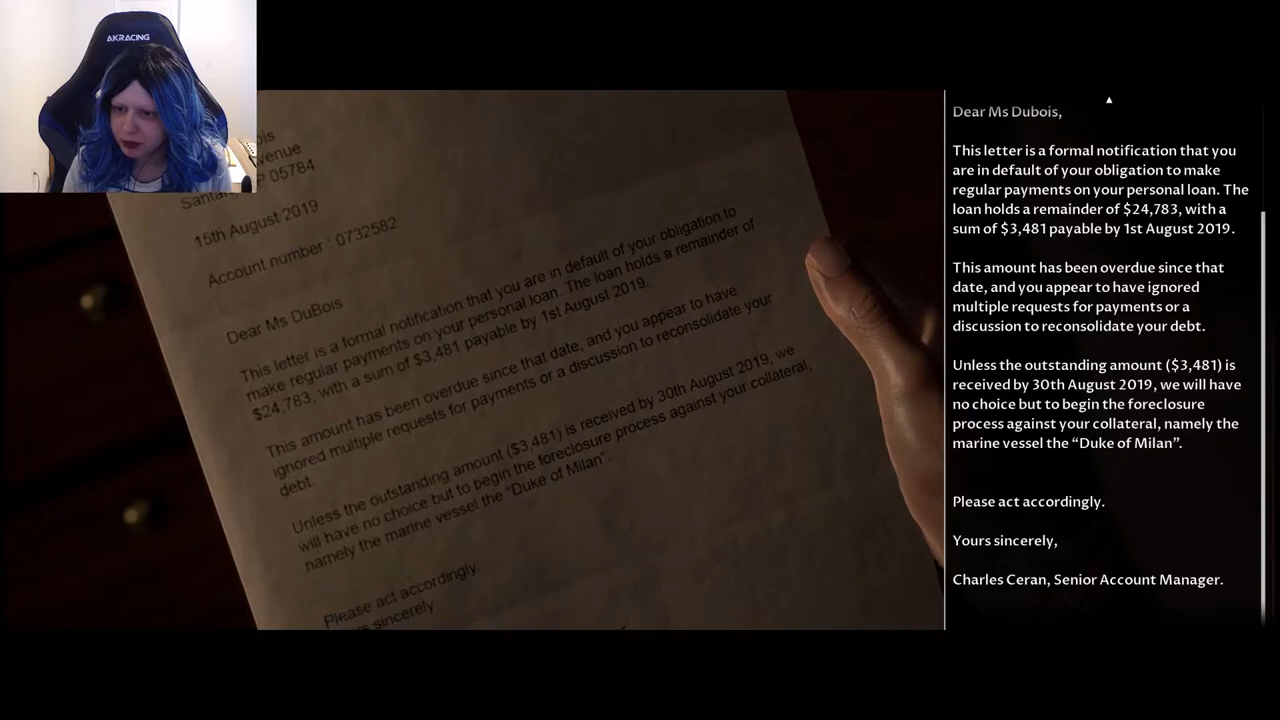 AKRACING
Avenue
05784
15th August 2019
Account number : 0732582
Dear Ms DuBois
This letter is a formal notification that you are in default of your obligation to
make regular payments on your personal loan. The loan holds a remainder of
$24,783, with a sum of $3,481 payable by 1st August 2019.
This amount has been overdue since that date, and you appear to have
ignored multiple requests for payments or a discussion to reconsolidate your
debt.
Unless the outstanding amount ($3,481) is received by 30th August 2019, we
will have no choice but to begin the foreclosure process against your collateral,
namely the marine vessel the "Duke of Milan".
Please act accordingly.
sincerely
Dear Ms Dubois,
This letter is a formal notification that you
are in default of your obligation to make
regular payments on your personal loan. The
loan holds a remainder of $24,783, with a
sum of $3,481 payable by 1st August 2019.
This amount has been overdue since that
date, and you appear to have ignored
multiple requests for payments or a
discussion to reconsolidate your debt.
Unless the outstanding amount ($3,481) is
received by 30th August 2019, we will have
no choice but to begin the foreclosure
process against your collateral, namely the
marine vessel the “Duke of Milan”.
Please act accordingly.
Yours sincerely,
Charles Ceran, Senior Account Manager.